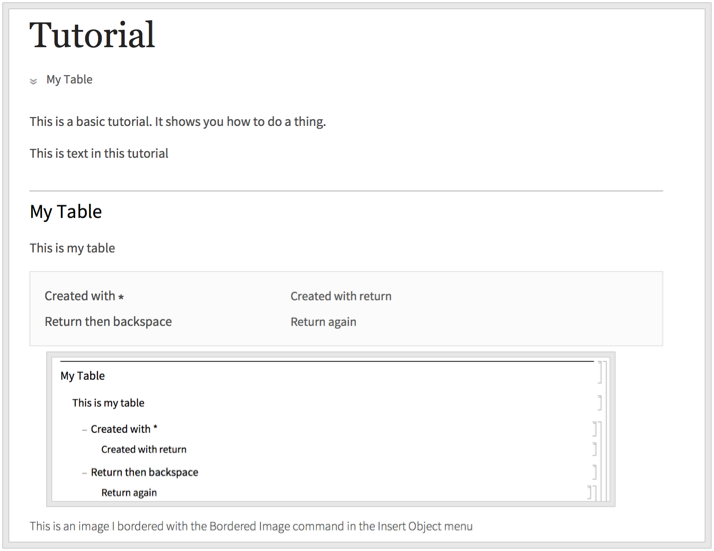 Tutorial
My Table
This is a basic tutorial. It shows you how to do a thing.
This is text in this tutorial
My Table
This is my table
Created with * Created with return
Return then backspace Return again
My Table
This is my table
– Created with *
Created with return
– Return then backspace
Return again
This is an image I bordered with the Bordered Image command in the Insert Object menu